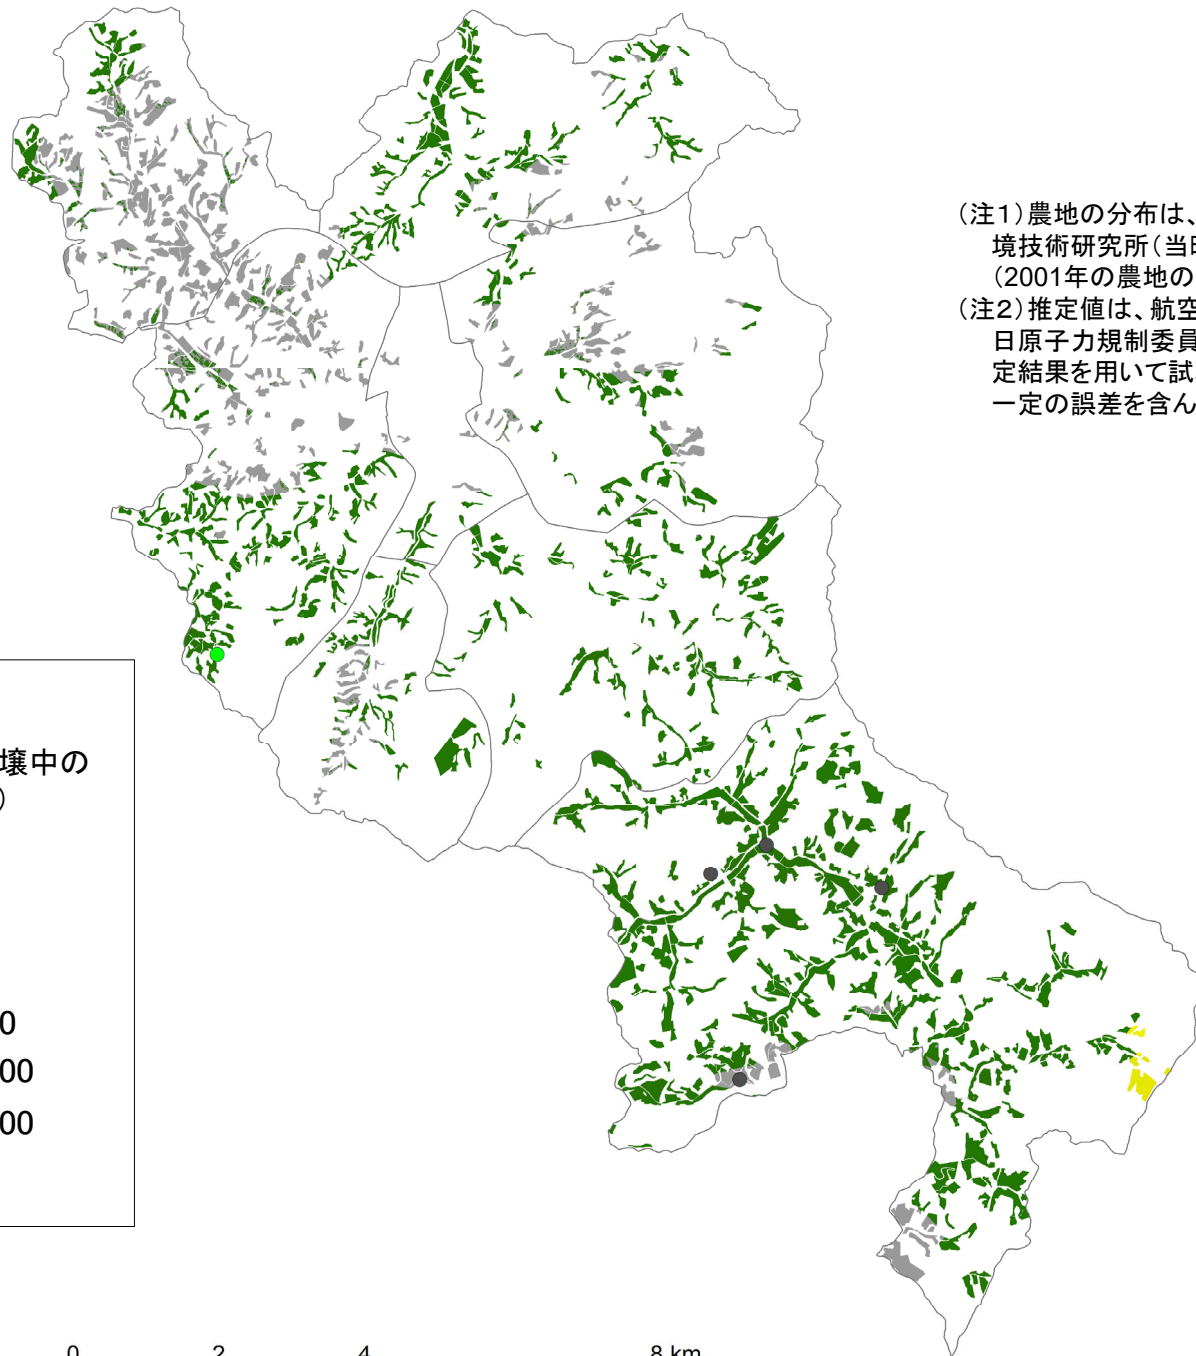 （注１）農地の分布は、
境技術研究所（当
（2001年の農地の
（注２）推定値は、航空
日原子力規制委員
定結果を用いて試
一定の誤差を含ん
壌中の
）
0
00
00
0 2 4 8 km